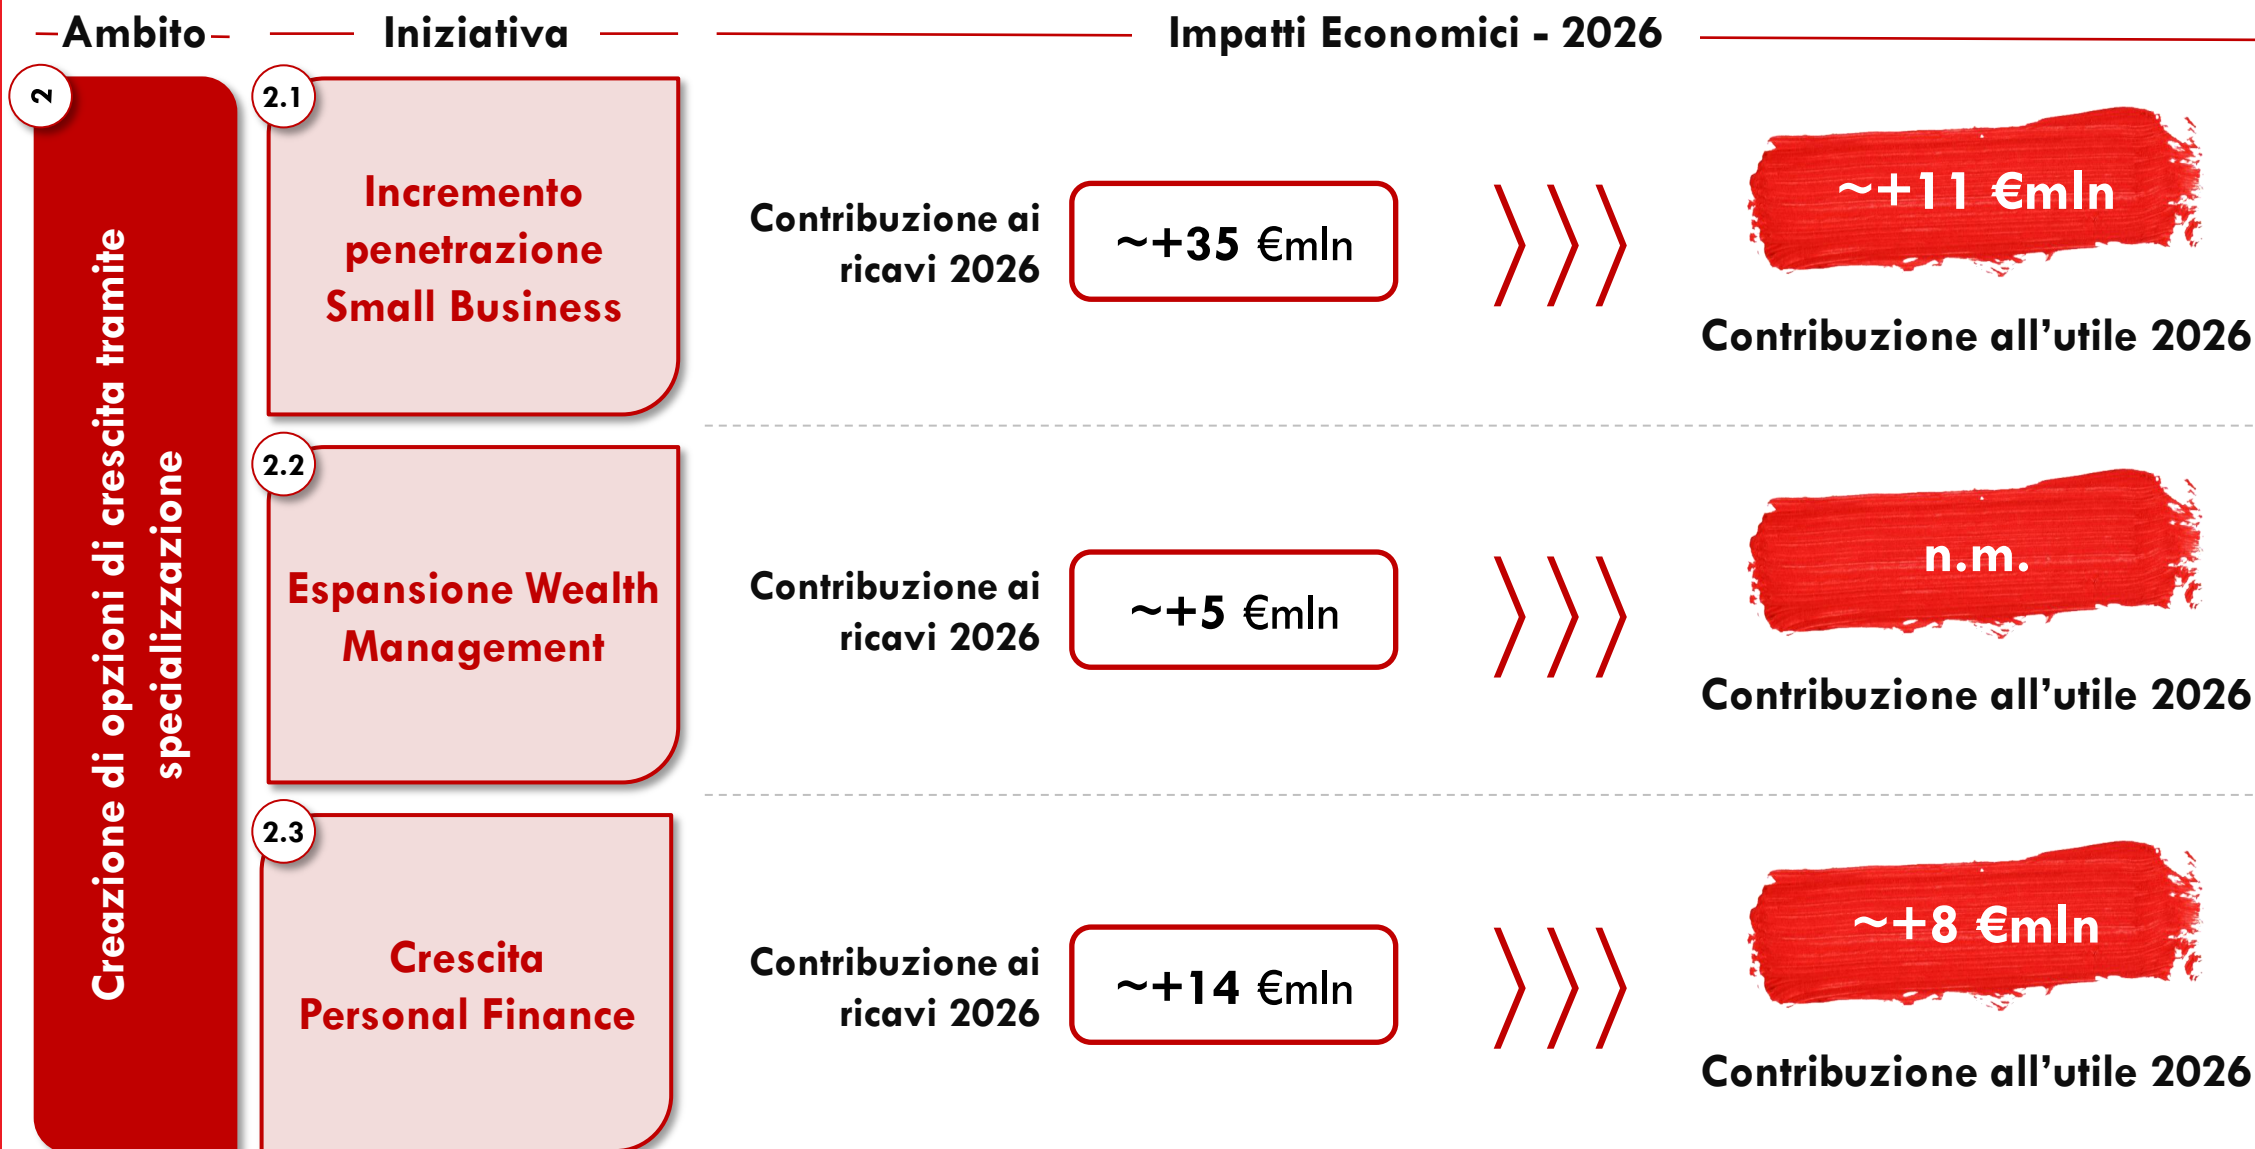 Ambito
Iniziativa
Impatti Economici - 2026
2
Creazione di opzioni di crescita tramite
specializzazione
2.1
Incremento
penetrazione
Small Business
Contribuzione ai
ricavi 2026
~+35 €mln
~+11 €mln
Contribuzione all’utile 2026
2.2
Espansione Wealth
Management
Contribuzione ai
ricavi 2026
~+5 €mln
n.m.
Contribuzione all’utile 2026
2.3
Crescita
Personal Finance
Contribuzione ai
ricavi 2026
~+14 €mln
~+8 €mln
Contribuzione all’utile 2026